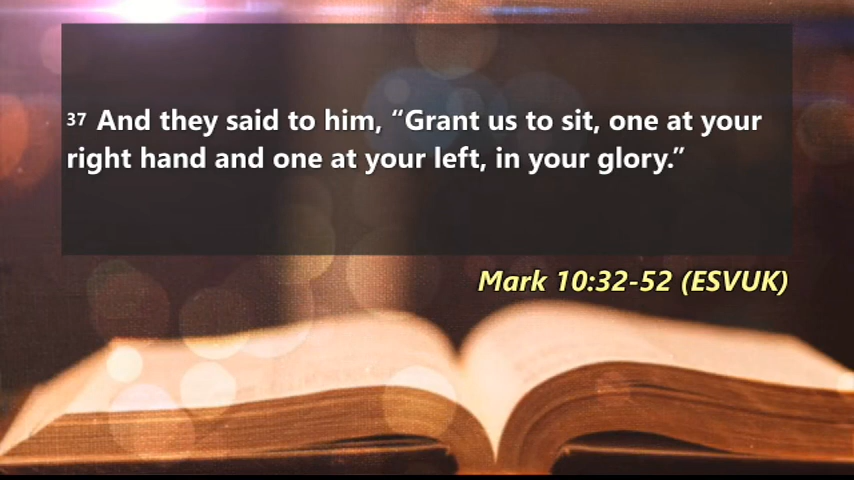 37 And they said to him, “Grant us to sit, one at your
right hand and one at your left, in your glory.”
Mark 10:32-52 (ESVUK)